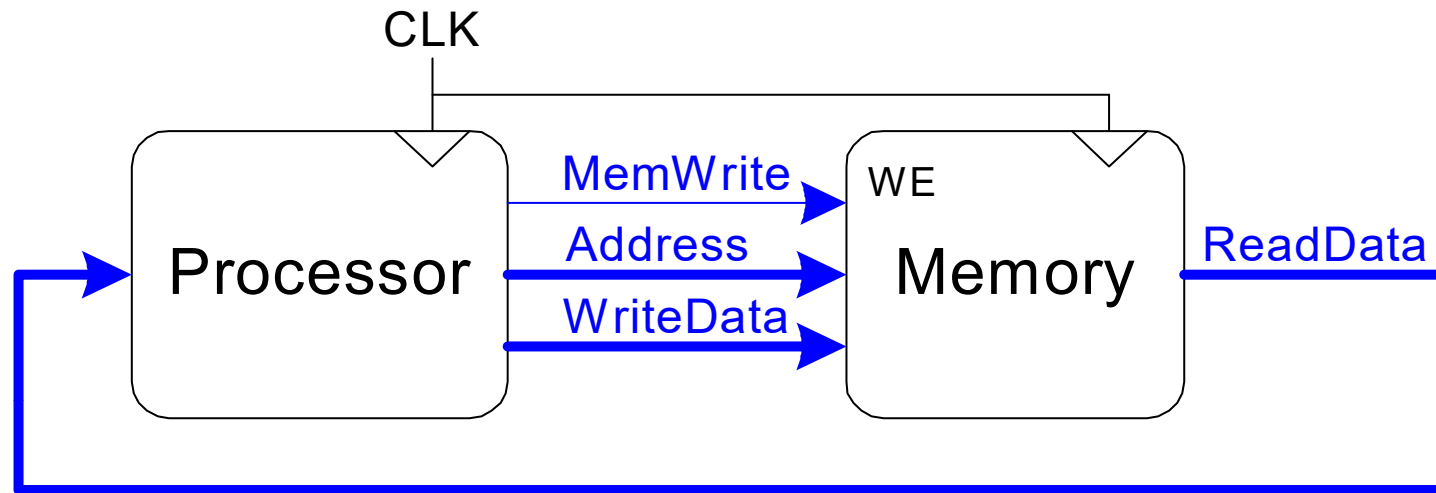 CLK
MemWrite
WE
Address
ReadData
Processor
Memory
WriteData